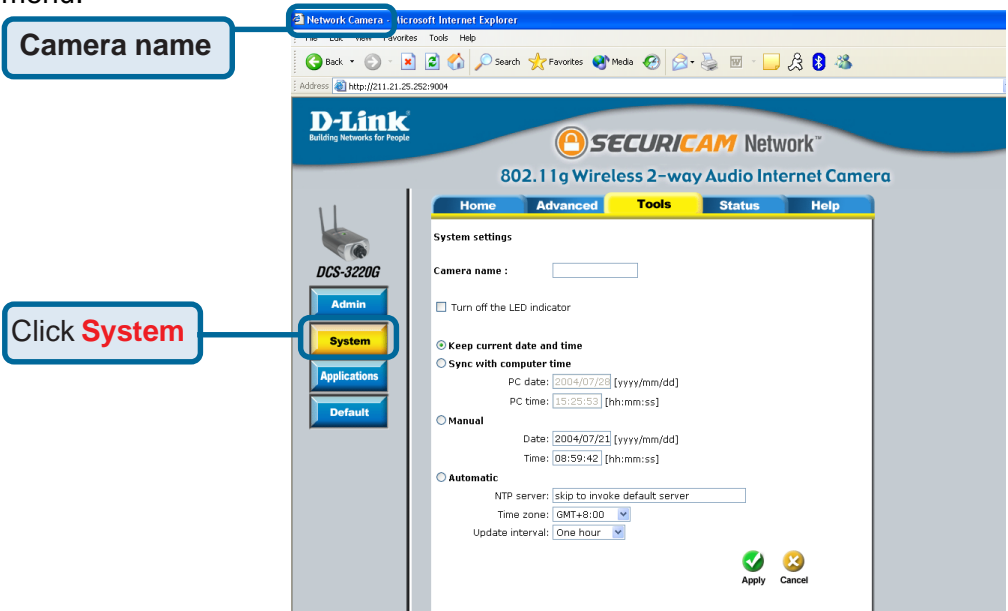 menu.
Camera name
Network Camera - Microsoft Internet Explorer
File Edit View Favorites Tools Help
Back Search Favorites Media
Address http://211.21.25.252:9004
D-Link
Building Networks for People
SECURICAM Network™
802.11g Wireless 2-way Audio Internet Camera
Home Advanced Tools Status Help
DCS-3220G
Admin
System
Applications
Default
Click System
System settings
Camera name :
Turn off the LED indicator
Keep current date and time
Sync with computer time
PC date: 2004/07/28 [yyyy/mm/dd]
PC time: 15:25:53 [hh:mm:ss]
Manual
Date: 2004/07/21 [yyyy/mm/dd]
Time: 08:59:42 [hh:mm:ss]
Automatic
NTP server: skip to invoke default server
Time zone: GMT+8:00
Update interval: One hour
Apply Cancel